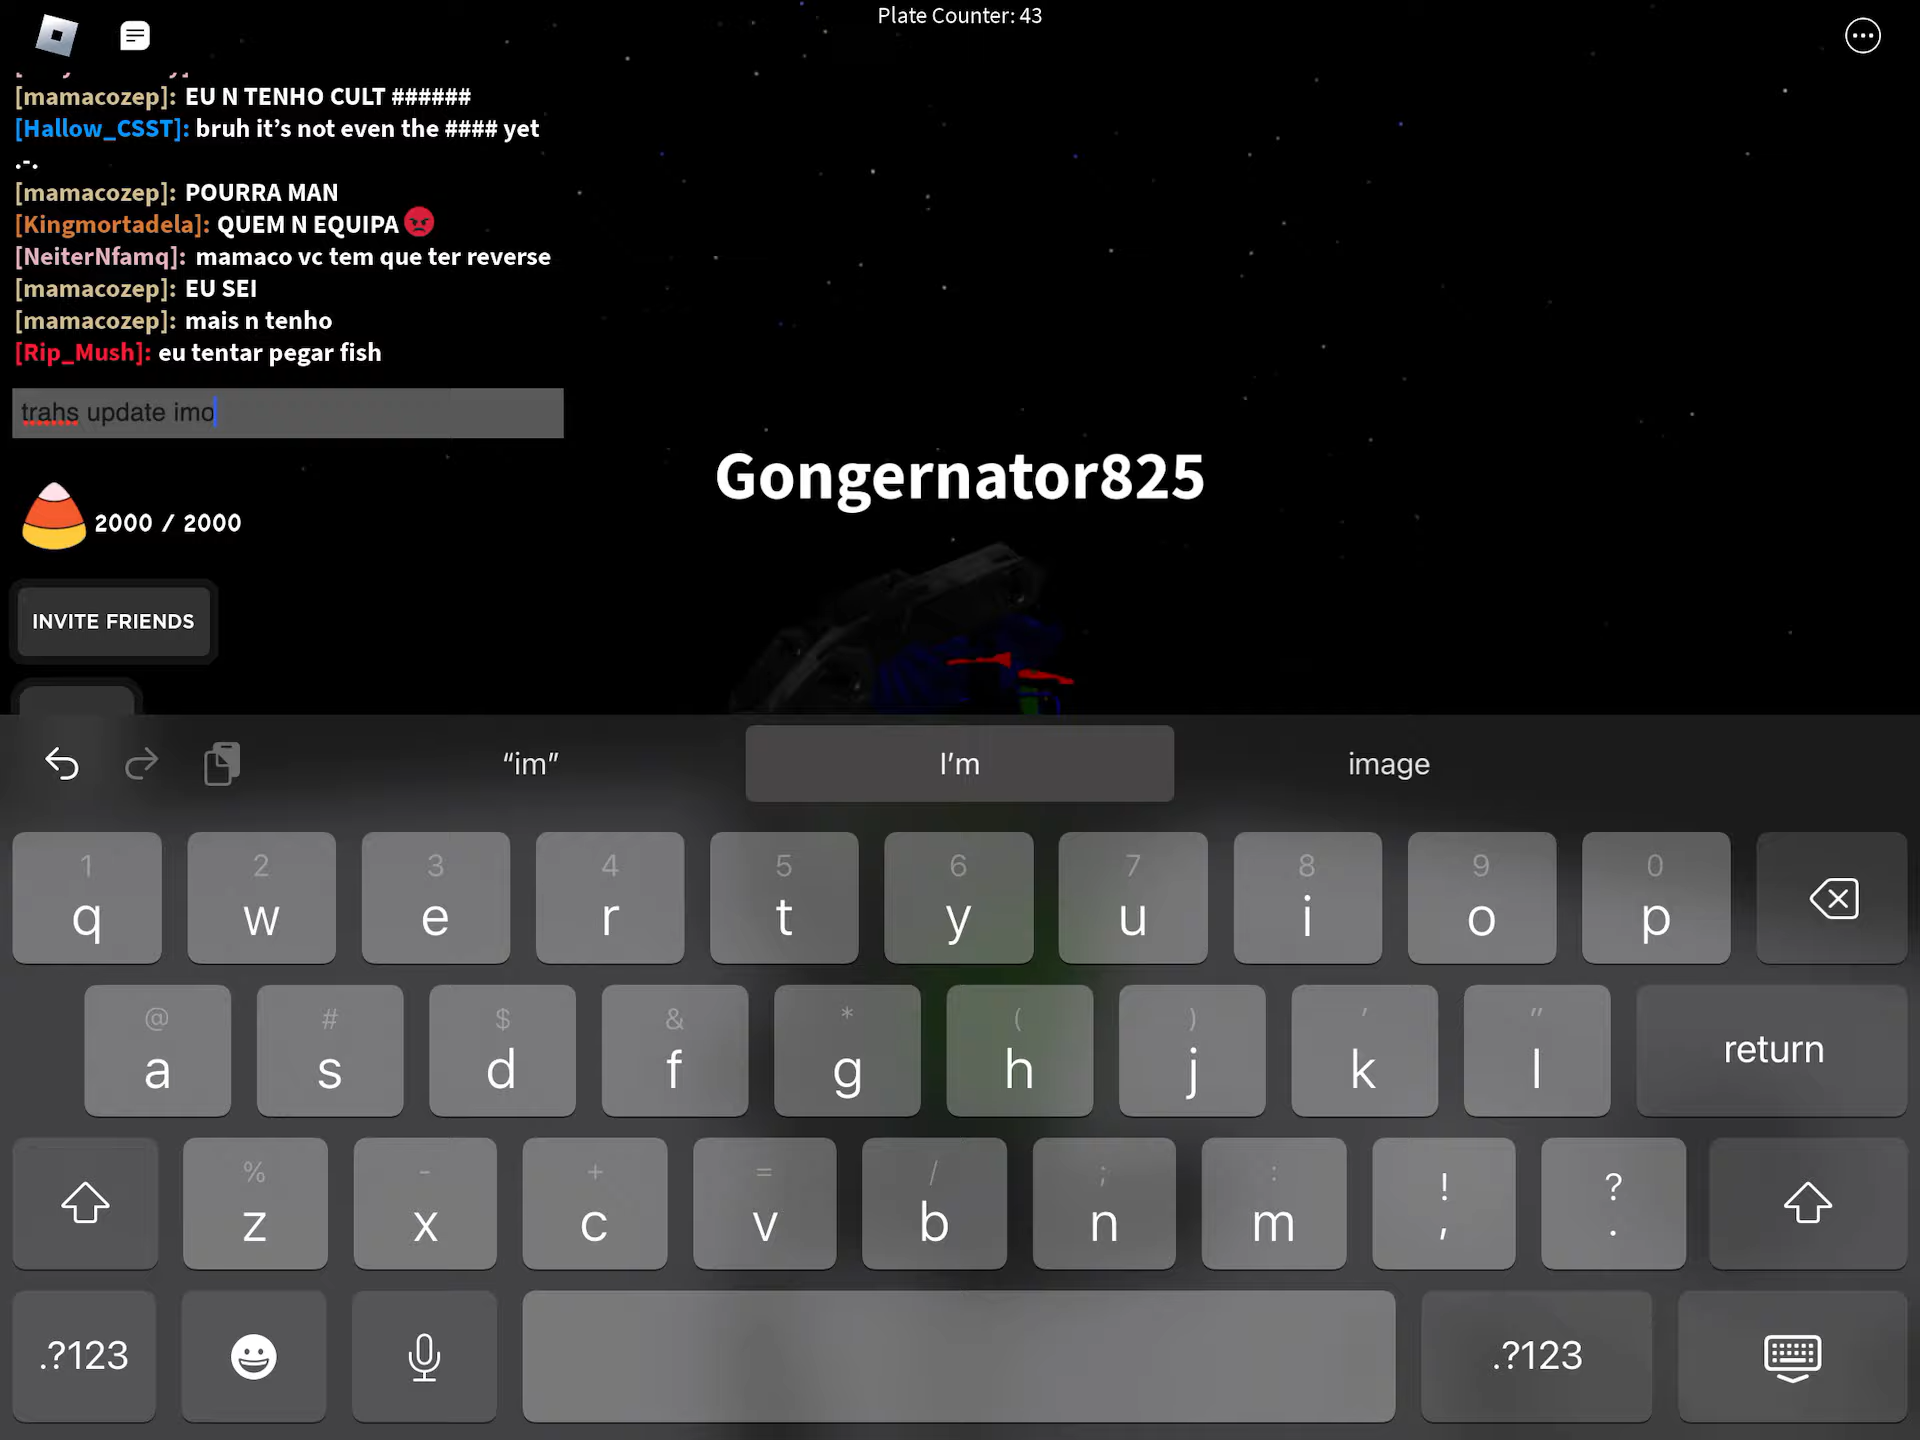 Plate Counter: 43
[mamacozep]: EU N TENHO CULT ######
[Hallow_CSST]: bruh it’s not even the #### yet
.-.
[mamacozep]: POURRA MAN
[Kingmortadela]: QUEM N EQUIPA😡
[NeiterNfamq]: mamaco vc tem que ter reverse
[mamacozep]: EU SEI
[mamacozep]: mais n tenho
[Rip_Mush]: eu tentar pegar fish
trahs update imo
Gongernator825
2000 / 2000
INVITE FRIENDS
“im” I’m image
1 2 3 4 5 6 7 8 9 0
q w e r t y u i o p
@ # $ & * ( ) ' "
a s d f g h j k l return
% - + = / ; : ! ?
z x c v b n m , .
.?123 .?123